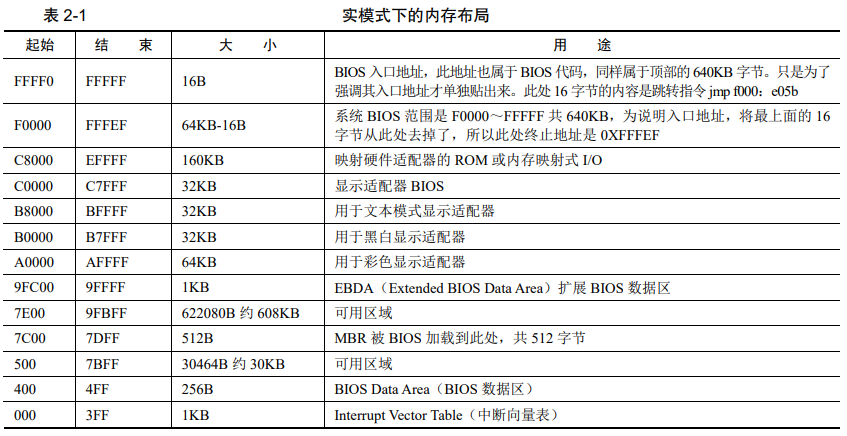 表 2-1 实模式下的内存布局
起始 结 束 大 小 用 途
FFFF0 FFFFF 16B BIOS 入口地址，此地址也属于 BIOS 代码，同样属于顶部的 640KB 字节。只是为了
强调其入口地址才单独贴出来。此处 16 字节的内容是跳转指令 jmp f000：e05b
F0000 FFFEF 64KB-16B 系统 BIOS 范围是 F0000～FFFFF 共 640KB，为说明入口地址，将最上面的 16
字节从此处去掉了，所以此处终止地址是 0XFFFEF
C8000 EFFFF 160KB 映射硬件适配器的 ROM 或内存映射式 I/O
C0000 C7FFF 32KB 显示适配器 BIOS
B8000 BFFFF 32KB 用于文本模式显示适配器
B0000 B7FFF 32KB 用于黑白显示适配器
A0000 AFFFF 64KB 用于彩色显示适配器
9FC00 9FFFF 1KB EBDA（Extended BIOS Data Area）扩展 BIOS 数据区
7E00 9FBFF 622080B 约 608KB 可用区域
7C00 7DFF 512B MBR 被 BIOS 加载到此处，共 512 字节
500 7BFF 30464B 约 30KB 可用区域
400 4FF 256B BIOS Data Area（BIOS 数据区）
000 3FF 1KB Interrupt Vector Table（中断向量表）